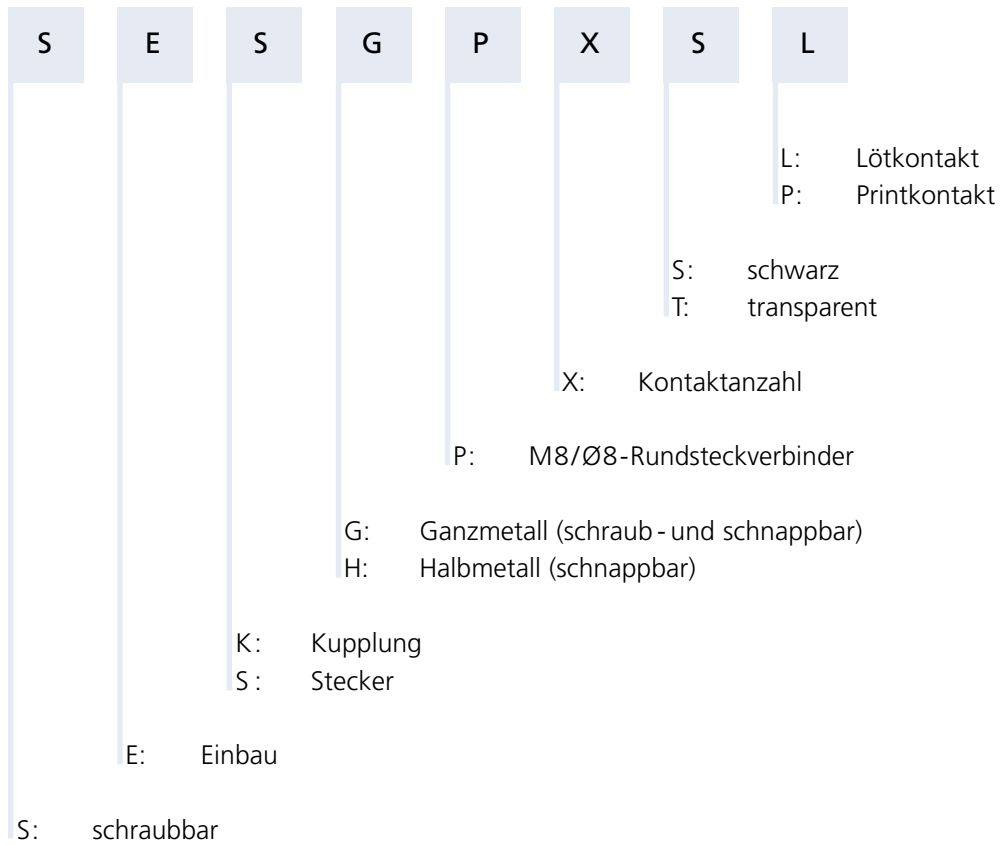 S E S G P X S L
L: Lötkontakt
P: Printkontakt
S: schwarz
T: transparent
X: Kontaktanzahl
P: M8/Ø8-Rundsteckverbinder
G: Ganzmetall (schraub- und schnappbar)
H: Halbmetall (schnappbar)
K: Kupplung
S: Stecker
E: Einbau
S: schraubbar